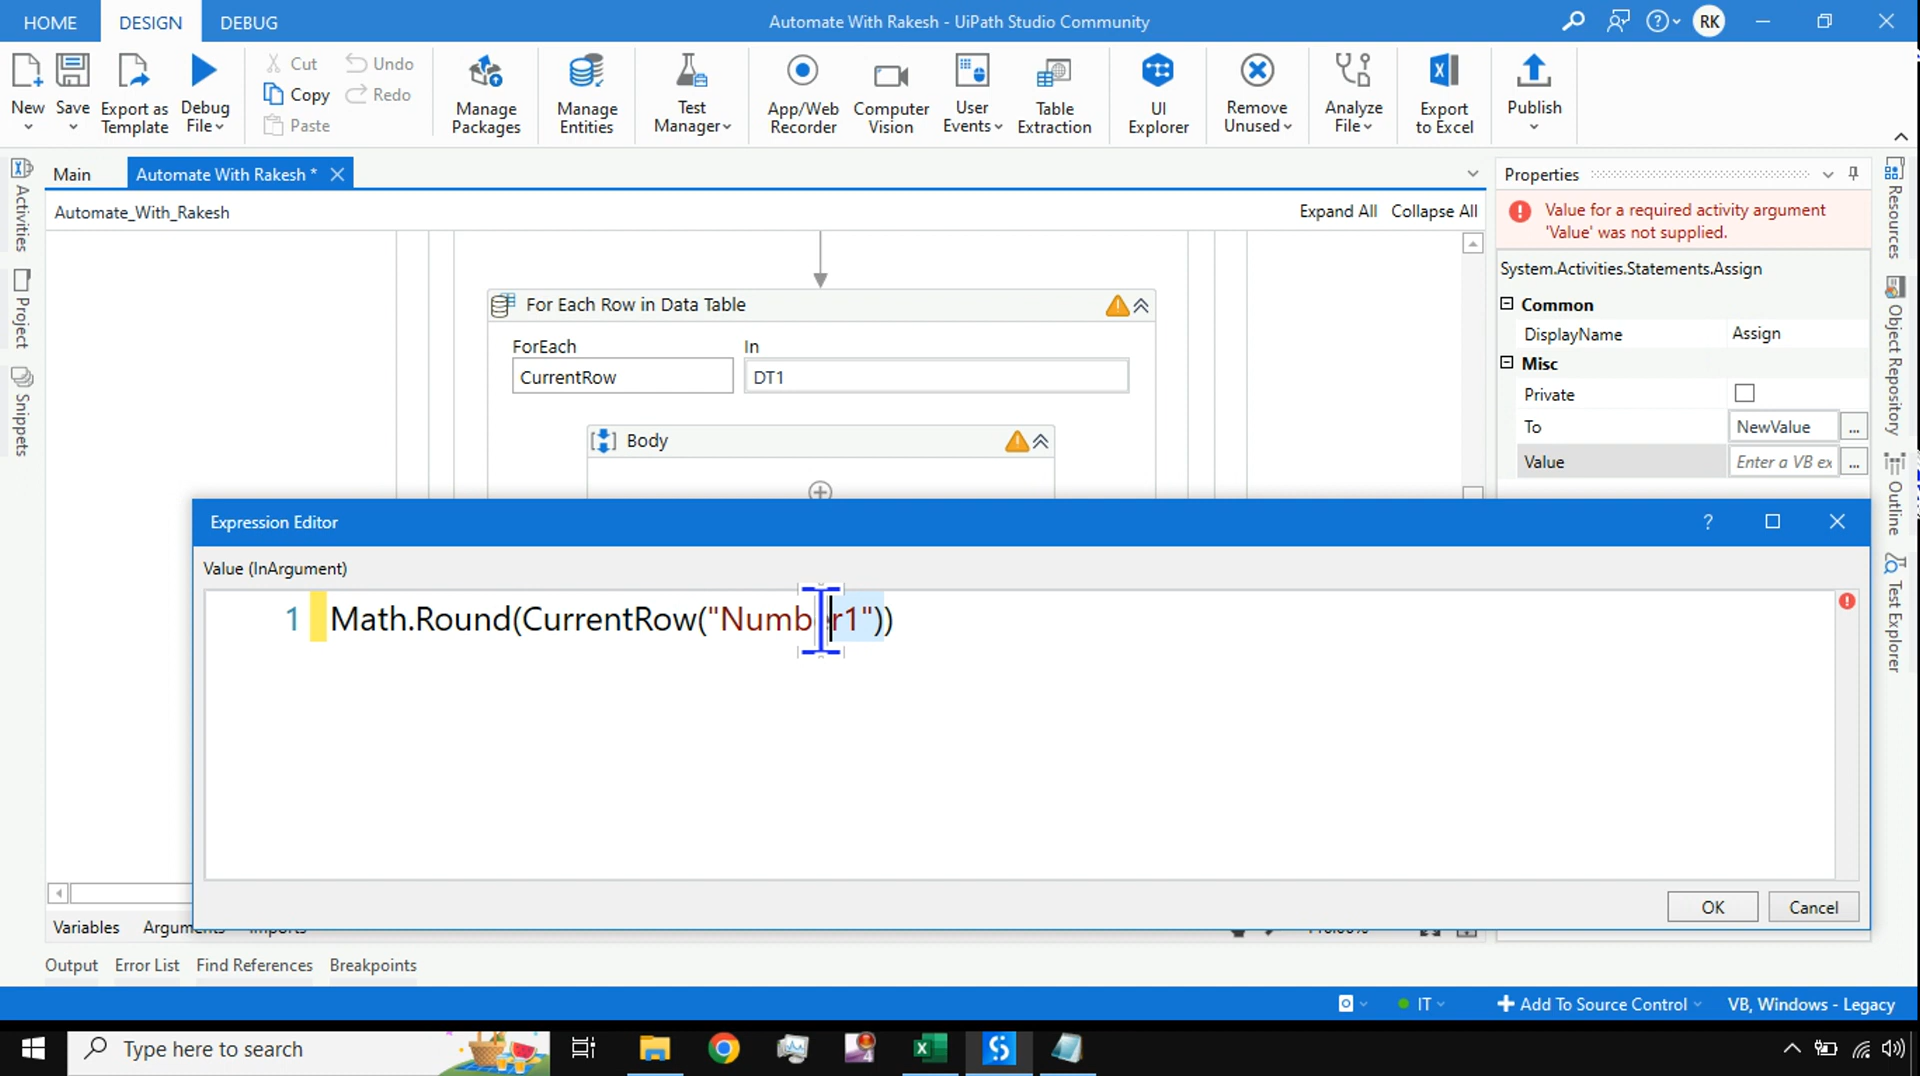 HOME
DESIGN
DEBUG
Automate With Rakesh - UiPath Studio Community
RK
New
Save
Export as
Template
Debug
File
Cut
Copy
Paste
Undo
Redo
Manage
Packages
Manage
Entities
Test
Manager
App/Web
Recorder
Computer
Vision
User
Events
Table
Extraction
UI
Explorer
Remove
Unused
Analyze
File
Export
to Excel
Publish
Main
Automate With Rakesh *
Automate_With_Rakesh
Expand All
Collapse All
Activities
Project
Snippets
For Each Row in Data Table
ForEach
In
CurrentRow
DT1
Body
Properties
Value for a required activity argument
'Value' was not supplied.
System.Activities.Statements.Assign
Common
DisplayName
Assign
Misc
Private
To
NewValue
...
Value
Enter a VB ex
...
Resources
Object Repository
Outline
Test Explorer
Expression Editor
?
Value (InArgument)
1
Math.Round(CurrentRow("Number1"))
OK
Cancel
Variables
Output
Error List
Find References
Breakpoints
IT
Add To Source Control
VB, Windows - Legacy
Type here to search